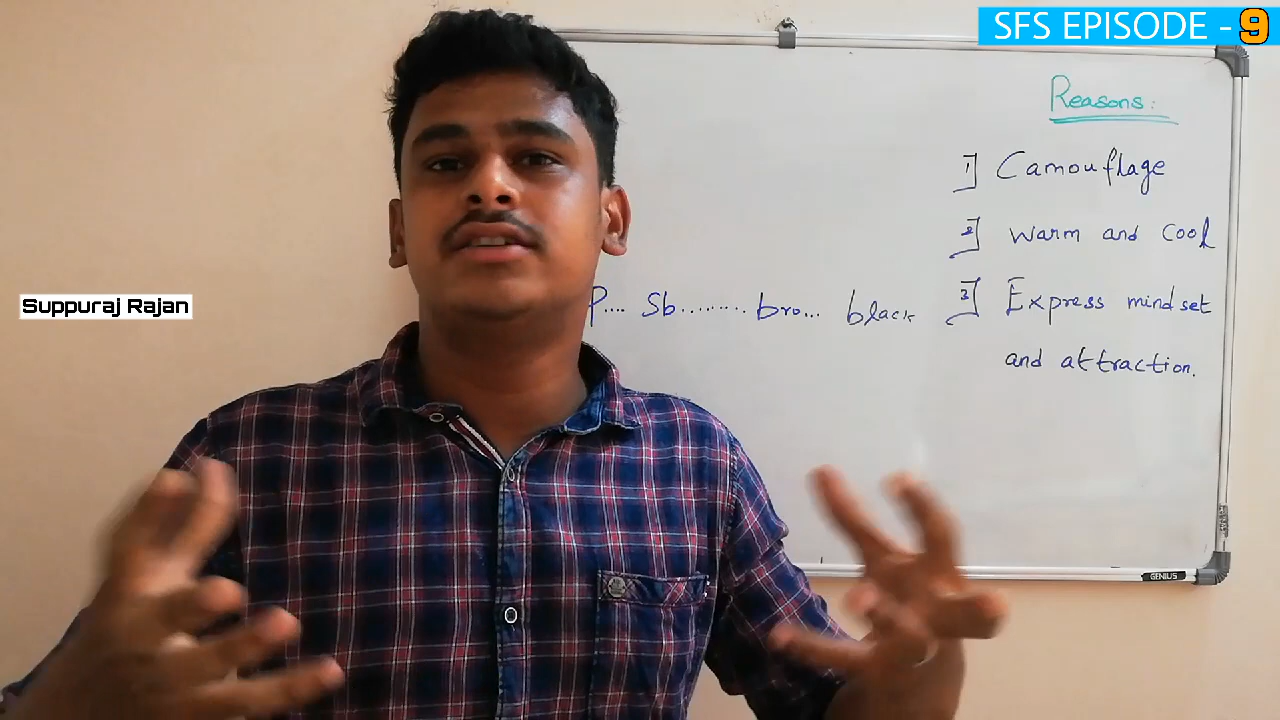 SFS EPISODE - 9
Reasons:
1] Camouflage
2] Warm and cool
Suppuraj Rajan
P.... Sb......... bro... black
3] Express mindset
and attraction.
GENIUS